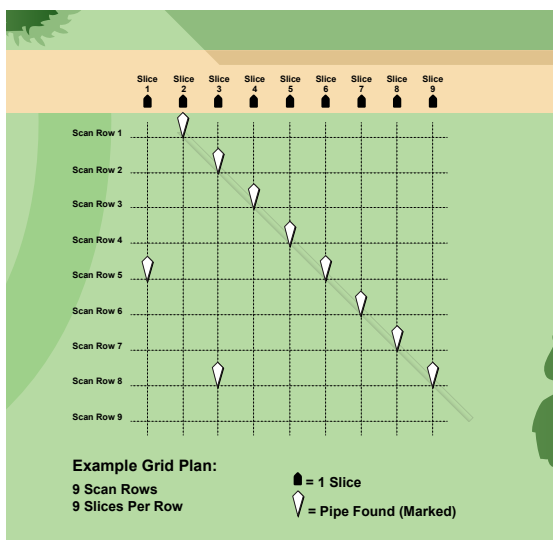 Slice 1
Slice 2
Slice 3
Slice 4
Slice 5
Slice 6
Slice 7
Slice 8
Slice 9
Scan Row 1
Scan Row 2
Scan Row 3
Scan Row 4
Scan Row 5
Scan Row 6
Scan Row 7
Scan Row 8
Scan Row 9
Example Grid Plan:
9 Scan Rows
9 Slices Per Row
= 1 Slice
= Pipe Found (Marked)